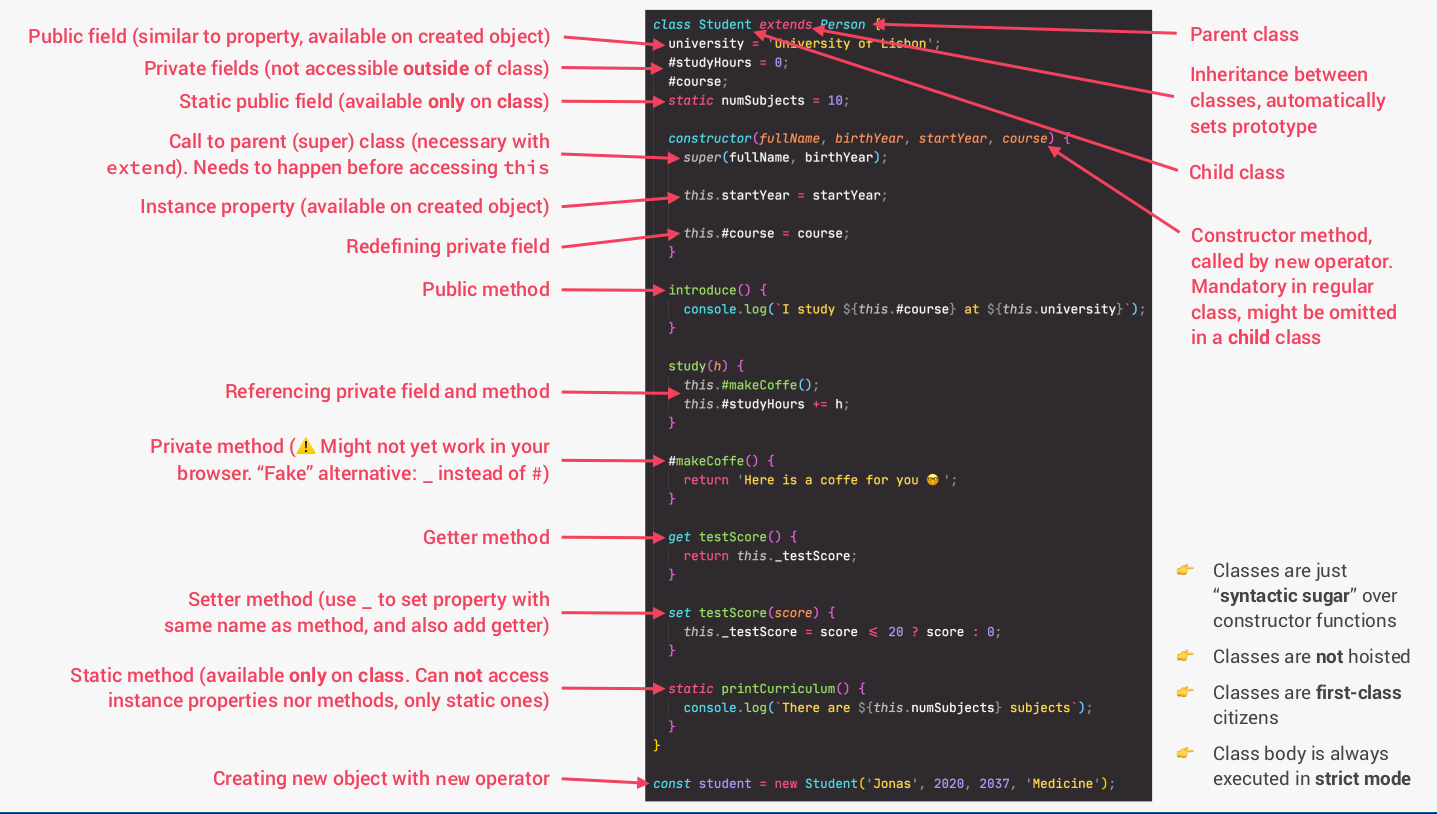 Public field (similar to property, available on created object)
Private fields (not accessible outside of class)
Static public field (available only on class)
Call to parent (super) class (necessary with
extend). Needs to happen before accessing this
Instance property (available on created object)
Redefining private field
Public method
Referencing private field and method
Private method (⚠️ Might not yet work in your
browser. “Fake” alternative: _ instead of #)
Getter method
Setter method (use _ to set property with
same name as method, and also add getter)
Static method (available only on class. Can not access
instance properties nor methods, only static ones)
Creating new object with new operator
class Student extends Person {
university = 'University of Lisbon';
#studyHours = 0;
#course;
static numSubjects = 10;
constructor(fullName, birthYear, startYear, course) {
super(fullName, birthYear);
this.startYear = startYear;
this.#course = course;
}
introduce() {
console.log(`I study ${this.#course} at ${this.university}`);
}
study(h) {
this.#makeCoffe();
this.#studyHours += h;
}
#makeCoffe() {
return 'Here is a coffe for you 🤓 ';
}
get testScore() {
return this._testScore;
}
set testScore(score) {
this._testScore = score ≤ 20 ? score : 0;
}
static printCurriculum() {
console.log(`There are ${this.numSubjects} subjects`);
}
}
const student = new Student('Jonas', 2020, 2037, 'Medicine');
Parent class
Inheritance between
classes, automatically
sets prototype
Child class
Constructor method,
called by new operator.
Mandatory in regular
class, might be omitted
in a child class
👉 Classes are just
“syntactic sugar” over
constructor functions
👉 Classes are not hoisted
👉 Classes are first-class
citizens
👉 Class body is always
executed in strict mode